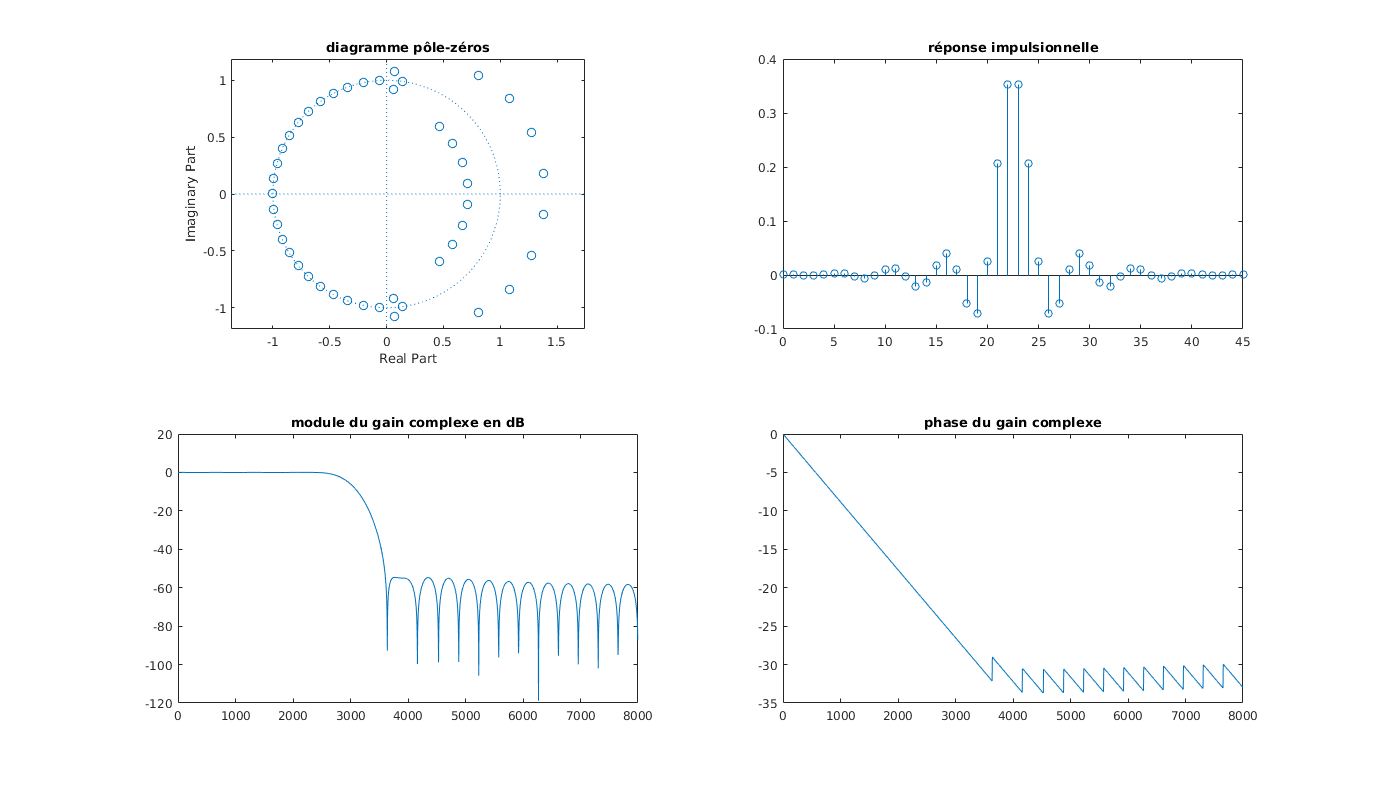 diagramme pôle-zéros
1
0.5
0
-0.5
-1
Imaginary Part
-1 -0.5 0 0.5 1 1.5
Real Part
réponse impulsionnelle
0.4
0.3
0.2
0.1
0
-0.1
0 5 10 15 20 25 30 35 40 45
module du gain complexe en dB
20
0
-20
-40
-60
-80
-100
-120
0 1000 2000 3000 4000 5000 6000 7000 8000
phase du gain complexe
0
-5
-10
-15
-20
-25
-30
-35
0 1000 2000 3000 4000 5000 6000 7000 8000